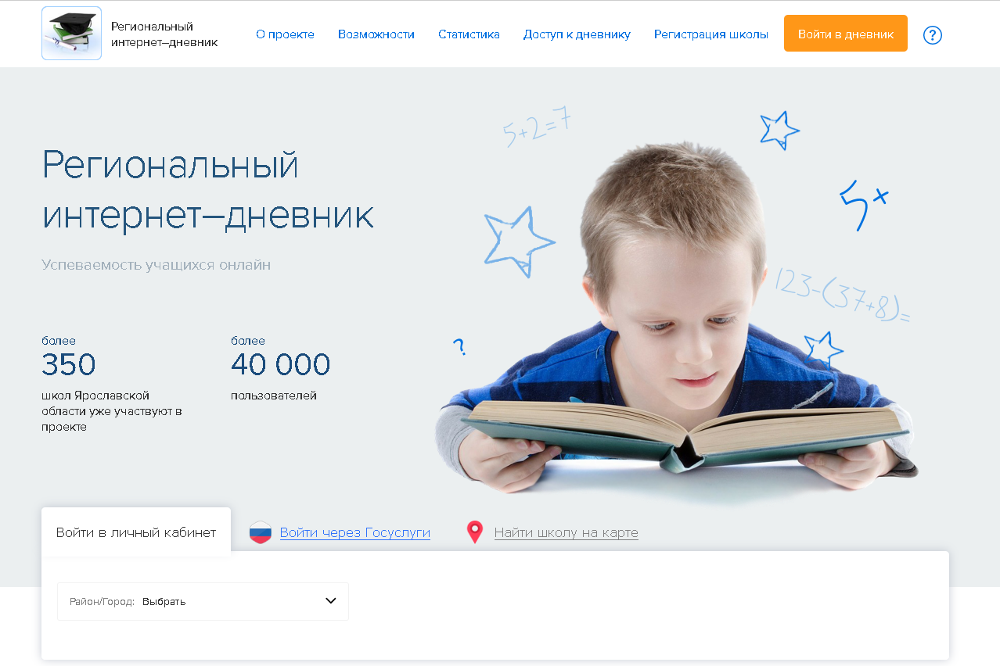 Региональный
интернет–дневник
О проекте
Возможности
Статистика
Доступ к дневнику
Регистрация школы
Войти в дневник
?
5+2=7
5+
123-(37+8)=
?
Региональный
интернет–дневник
Успеваемость учащихся онлайн
более
350
школ Ярославской
области уже участвуют в
проекте
более
40 000
пользователей
Войти в личный кабинет
Войти через Госуслуги
Найти школу на карте
Район/Город: Выбрать